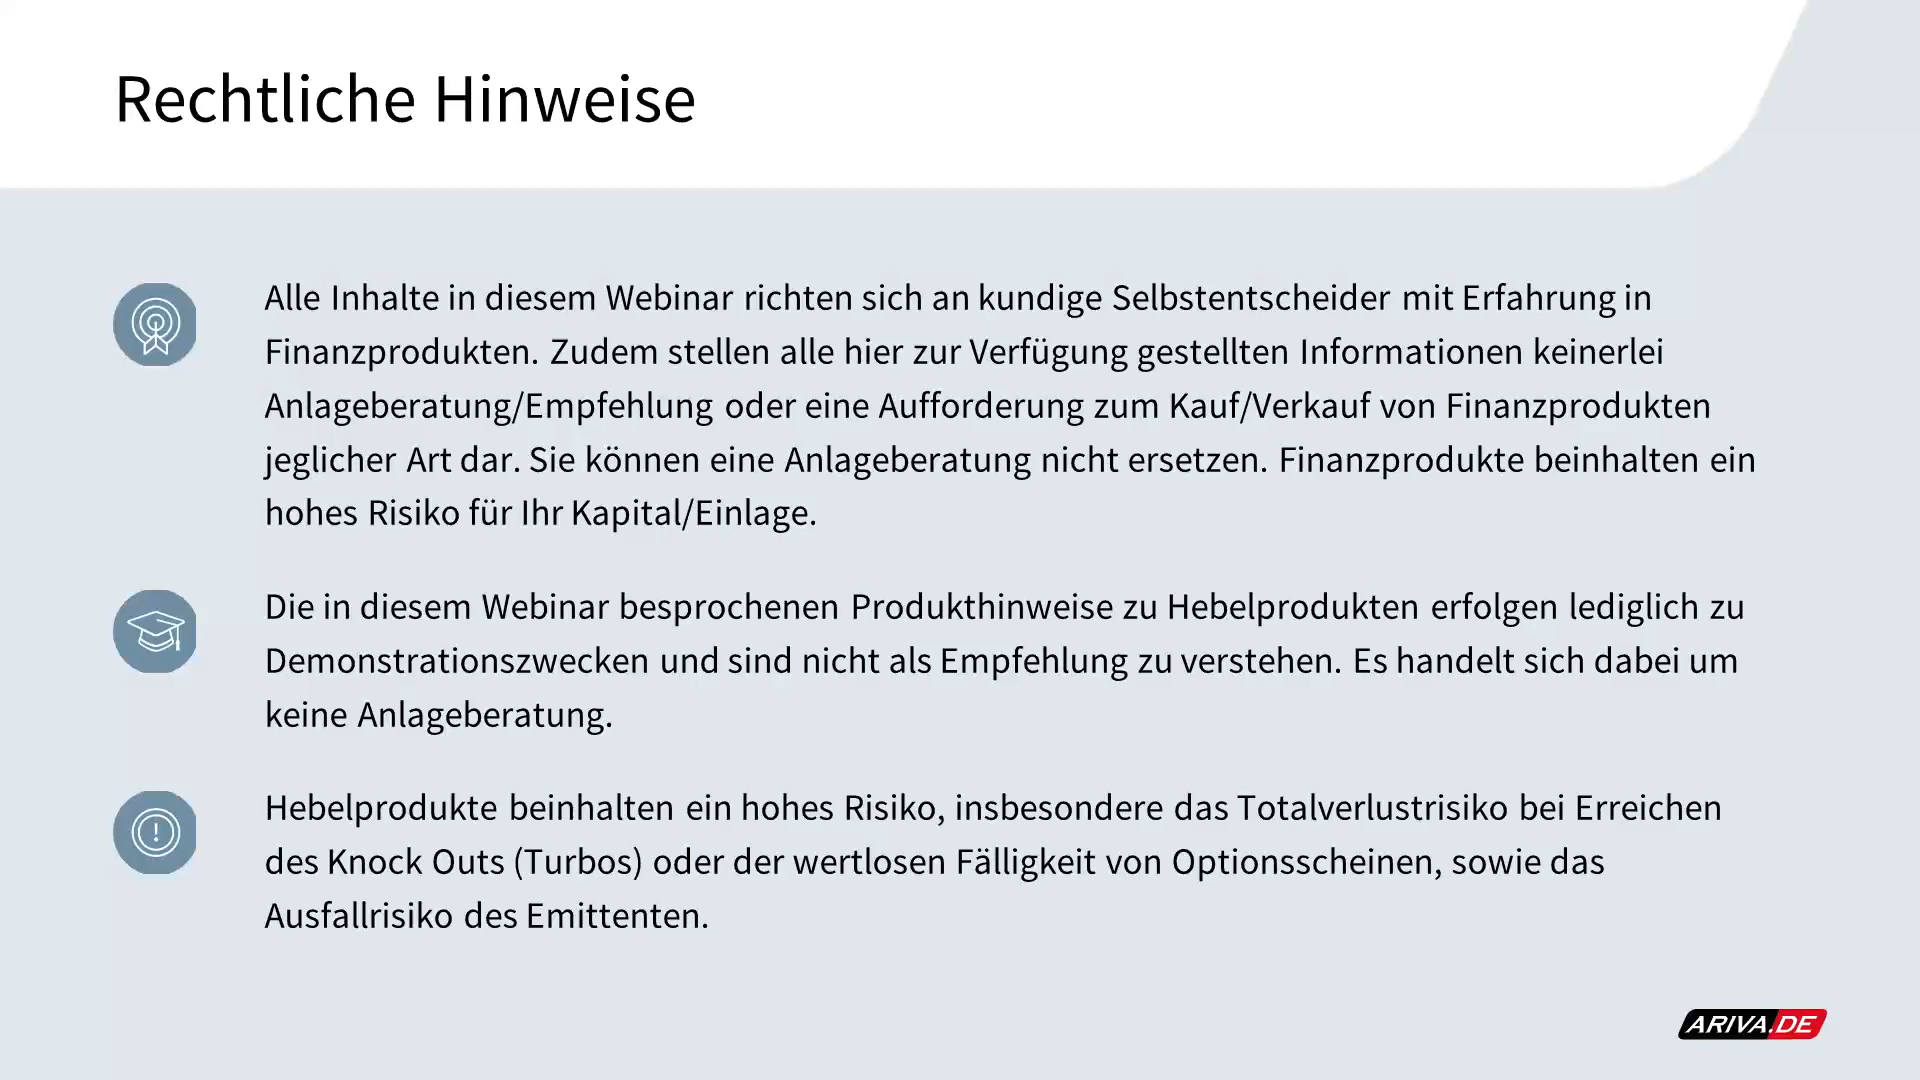 Rechtliche Hinweise
Alle Inhalte in diesem Webinar richten sich an kundige Selbstentscheider mit Erfahrung in
Finanzprodukten. Zudem stellen alle hier zur Verfügung gestellten Informationen keinerlei
Anlageberatung/Empfehlung oder eine Aufforderung zum Kauf/Verkauf von Finanzprodukten
jeglicher Art dar. Sie können eine Anlageberatung nicht ersetzen. Finanzprodukte beinhalten ein
hohes Risiko für Ihr Kapital/Einlage.
Die in diesem Webinar besprochenen Produkthinweise zu Hebelprodukten erfolgen lediglich zu
Demonstrationszwecken und sind nicht als Empfehlung zu verstehen. Es handelt sich dabei um
keine Anlageberatung.
Hebelprodukte beinhalten ein hohes Risiko, insbesondere das Totalverlustrisiko bei Erreichen
des Knock Outs (Turbos) oder der wertlosen Fälligkeit von Optionsscheinen, sowie das
Ausfallrisiko des Emittenten.
ARIVA.DE